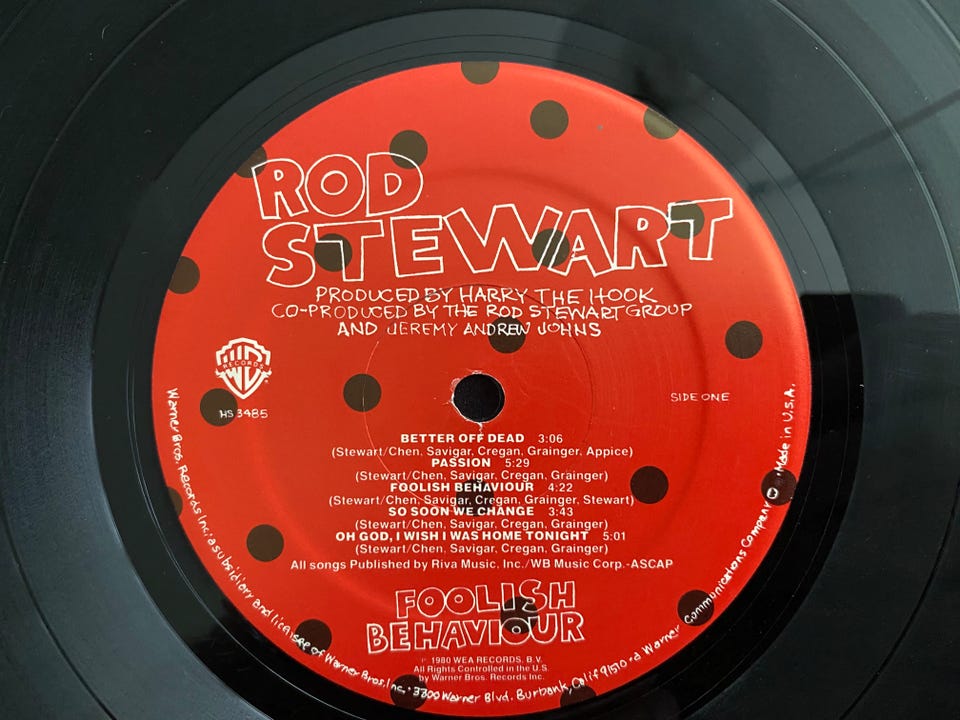 ROD
STEWART
PRODUCED BY HARRY THE HOOK
CO-PRODUCED BY THE ROD STEWART GROUP
AND JEREMY ANDREW JOHNS
WB
RECORDS
HS 3485
SIDE ONE
BETTER OFF DEAD 3:06
(Stewart/Chen, Savigar, Cregan, Grainger, Appice)
PASSION 5:29
(Stewart/Chen, Savigar, Cregan, Grainger)
FOOLISH BEHAVIOUR 4:22
(Stewart/Chen, Savigar, Cregan, Grainger, Stewart)
SO SOON WE CHANGE 3:43
(Stewart/Chen, Savigar, Cregan, Grainger)
OH GOD, I WISH I WAS HOME TONIGHT 5:01
(Stewart/Chen, Savigar, Cregan, Grainger)
All songs Published by Riva Music, Inc./WB Music Corp.-ASCAP
FOOLISH
BEHAVIOUR
℗ 1980 WEA RECORDS, B.V.
All Rights Controlled in the U.S.
by Warner Bros. Records Inc.
Warner Bros. Records Inc., a subsidiary and licensee of Warner Bros. Inc., • 3300 Warner Blvd. Burbank, Calif 91510 • a Warner Communications Company • Made in U.S.A.